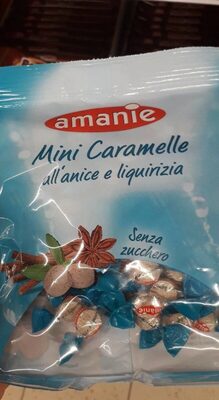 amanie
Mini Caramelle
all'anice e liquirizia
Senza
zucchero